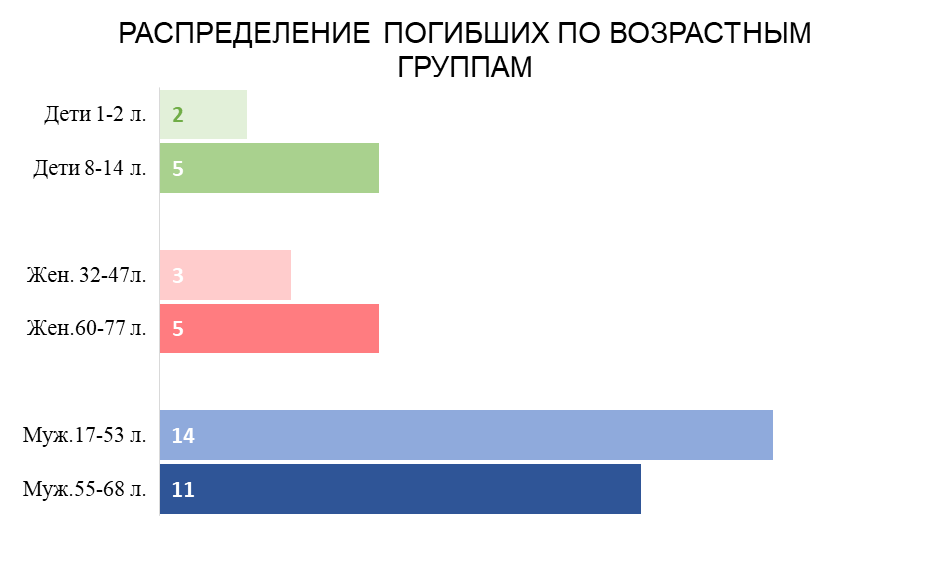 РАСПРЕДЕЛЕНИЕ ПОГИБШИХ ПО ВОЗРАСТНЫМ
ГРУППАМ
Дети 1-2 л. 2
Дети 8-14 л. 5
Жен. 32-47л. 3
Жен.60-77 л. 5
Муж.17-53 л. 14
Муж.55-68 л. 11